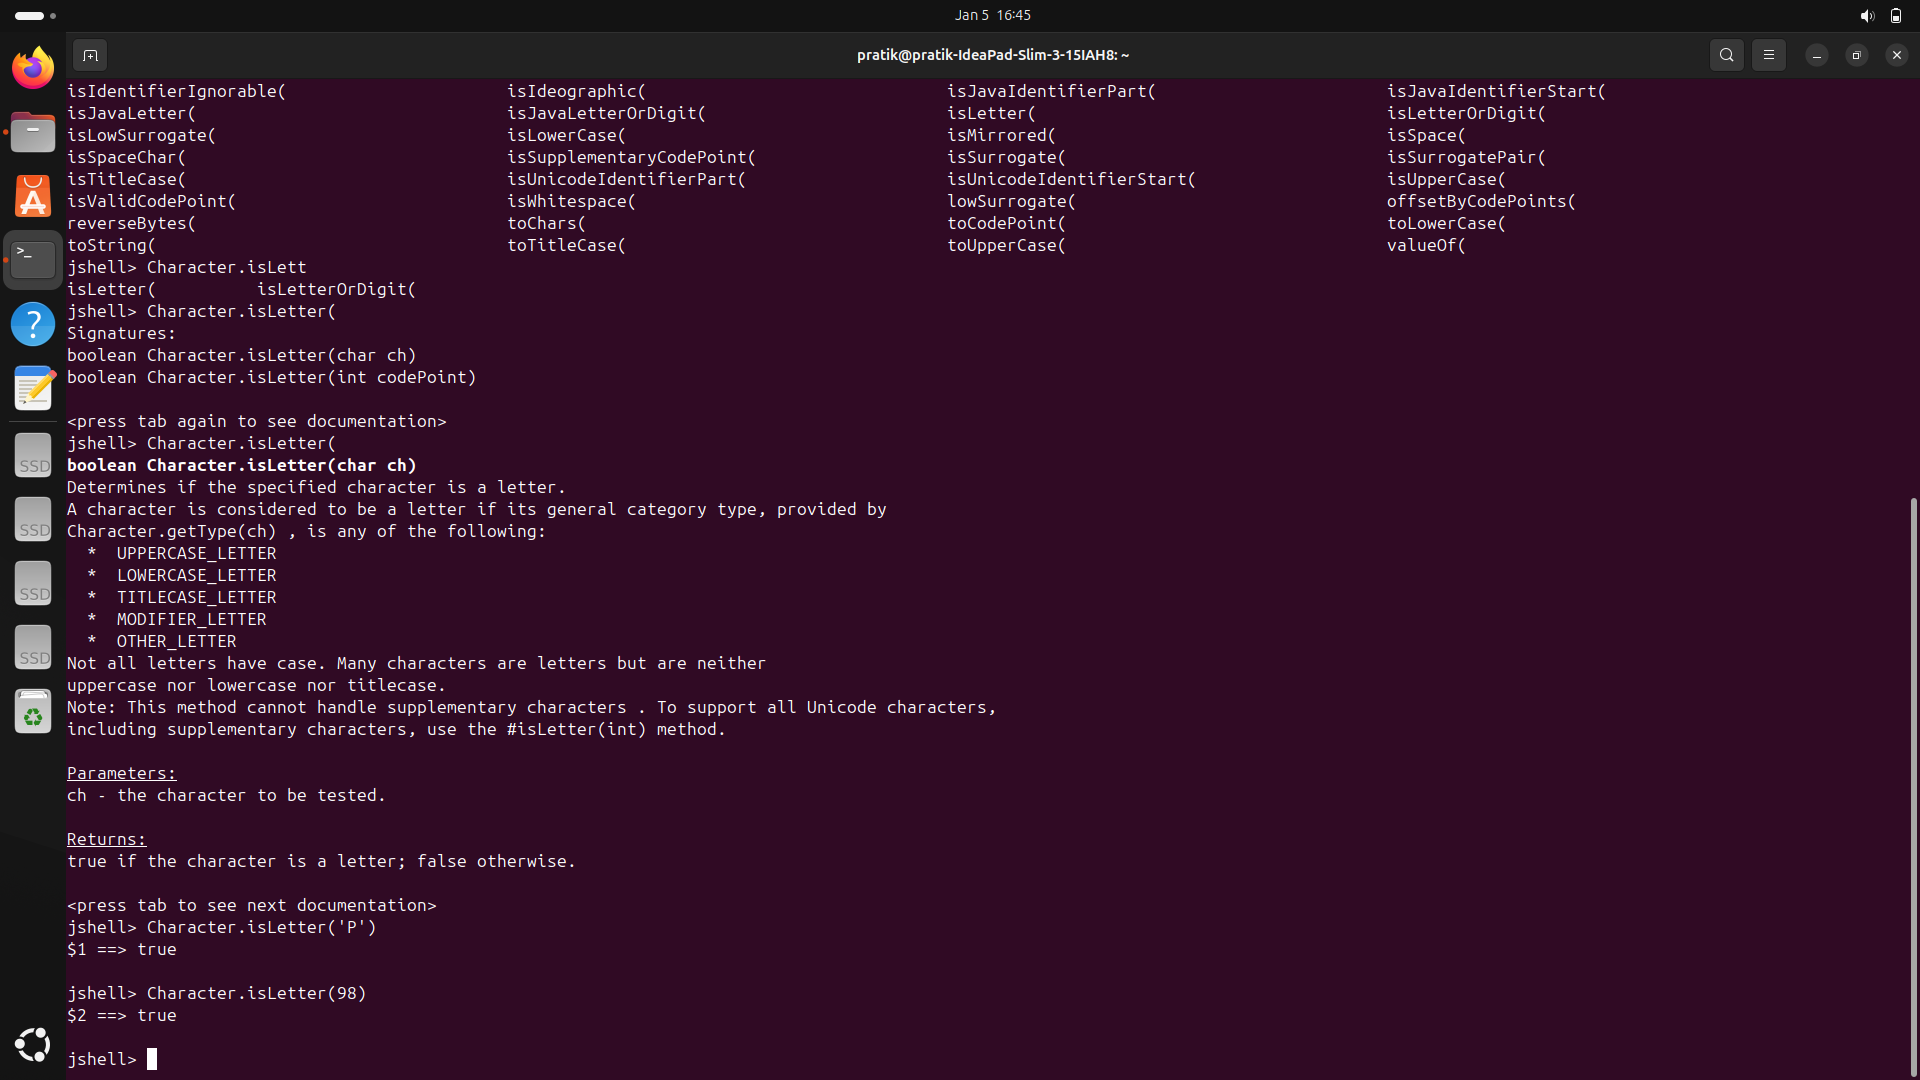 Jan 5 16:45
pratik@pratik-IdeaPad-Slim-3-15IAH8: ~
isIdentifierIgnorable( isIdeographic( isJavaIdentifierPart( isJavaIdentifierStart(
isJavaLetter( isJavaLetterOrDigit( isLetter( isLetterOrDigit(
isLowSurrogate( isLowerCase( isMirrored( isSpace(
isSpaceChar( isSupplementaryCodePoint( isSurrogate( isSurrogatePair(
isTitleCase( isUnicodeIdentifierPart( isUnicodeIdentifierStart( isUpperCase(
isValidCodePoint( isWhitespace( lowSurrogate( offsetByCodePoints(
reverseBytes( toChars( toCodePoint( toLowerCase(
toString( toTitleCase( toUpperCase( valueOf(
jshell> Character.isLett
isLetter( isLetterOrDigit(
jshell> Character.isLetter(
Signatures:
boolean Character.isLetter(char ch)
boolean Character.isLetter(int codePoint)
<press tab again to see documentation>
jshell> Character.isLetter(
boolean Character.isLetter(char ch)
Determines if the specified character is a letter.
A character is considered to be a letter if its general category type, provided by
Character.getType(ch) , is any of the following:
* UPPERCASE_LETTER
* LOWERCASE_LETTER
* TITLECASE_LETTER
* MODIFIER_LETTER
* OTHER_LETTER
Not all letters have case. Many characters are letters but are neither
uppercase nor lowercase nor titlecase.
Note: This method cannot handle supplementary characters . To support all Unicode characters,
including supplementary characters, use the #isLetter(int) method.
Parameters:
ch - the character to be tested.
Returns:
true if the character is a letter; false otherwise.
<press tab to see next documentation>
jshell> Character.isLetter('P')
$1 ==> true
jshell> Character.isLetter(98)
$2 ==> true
jshell>
SSD
SSD
SSD
SSD